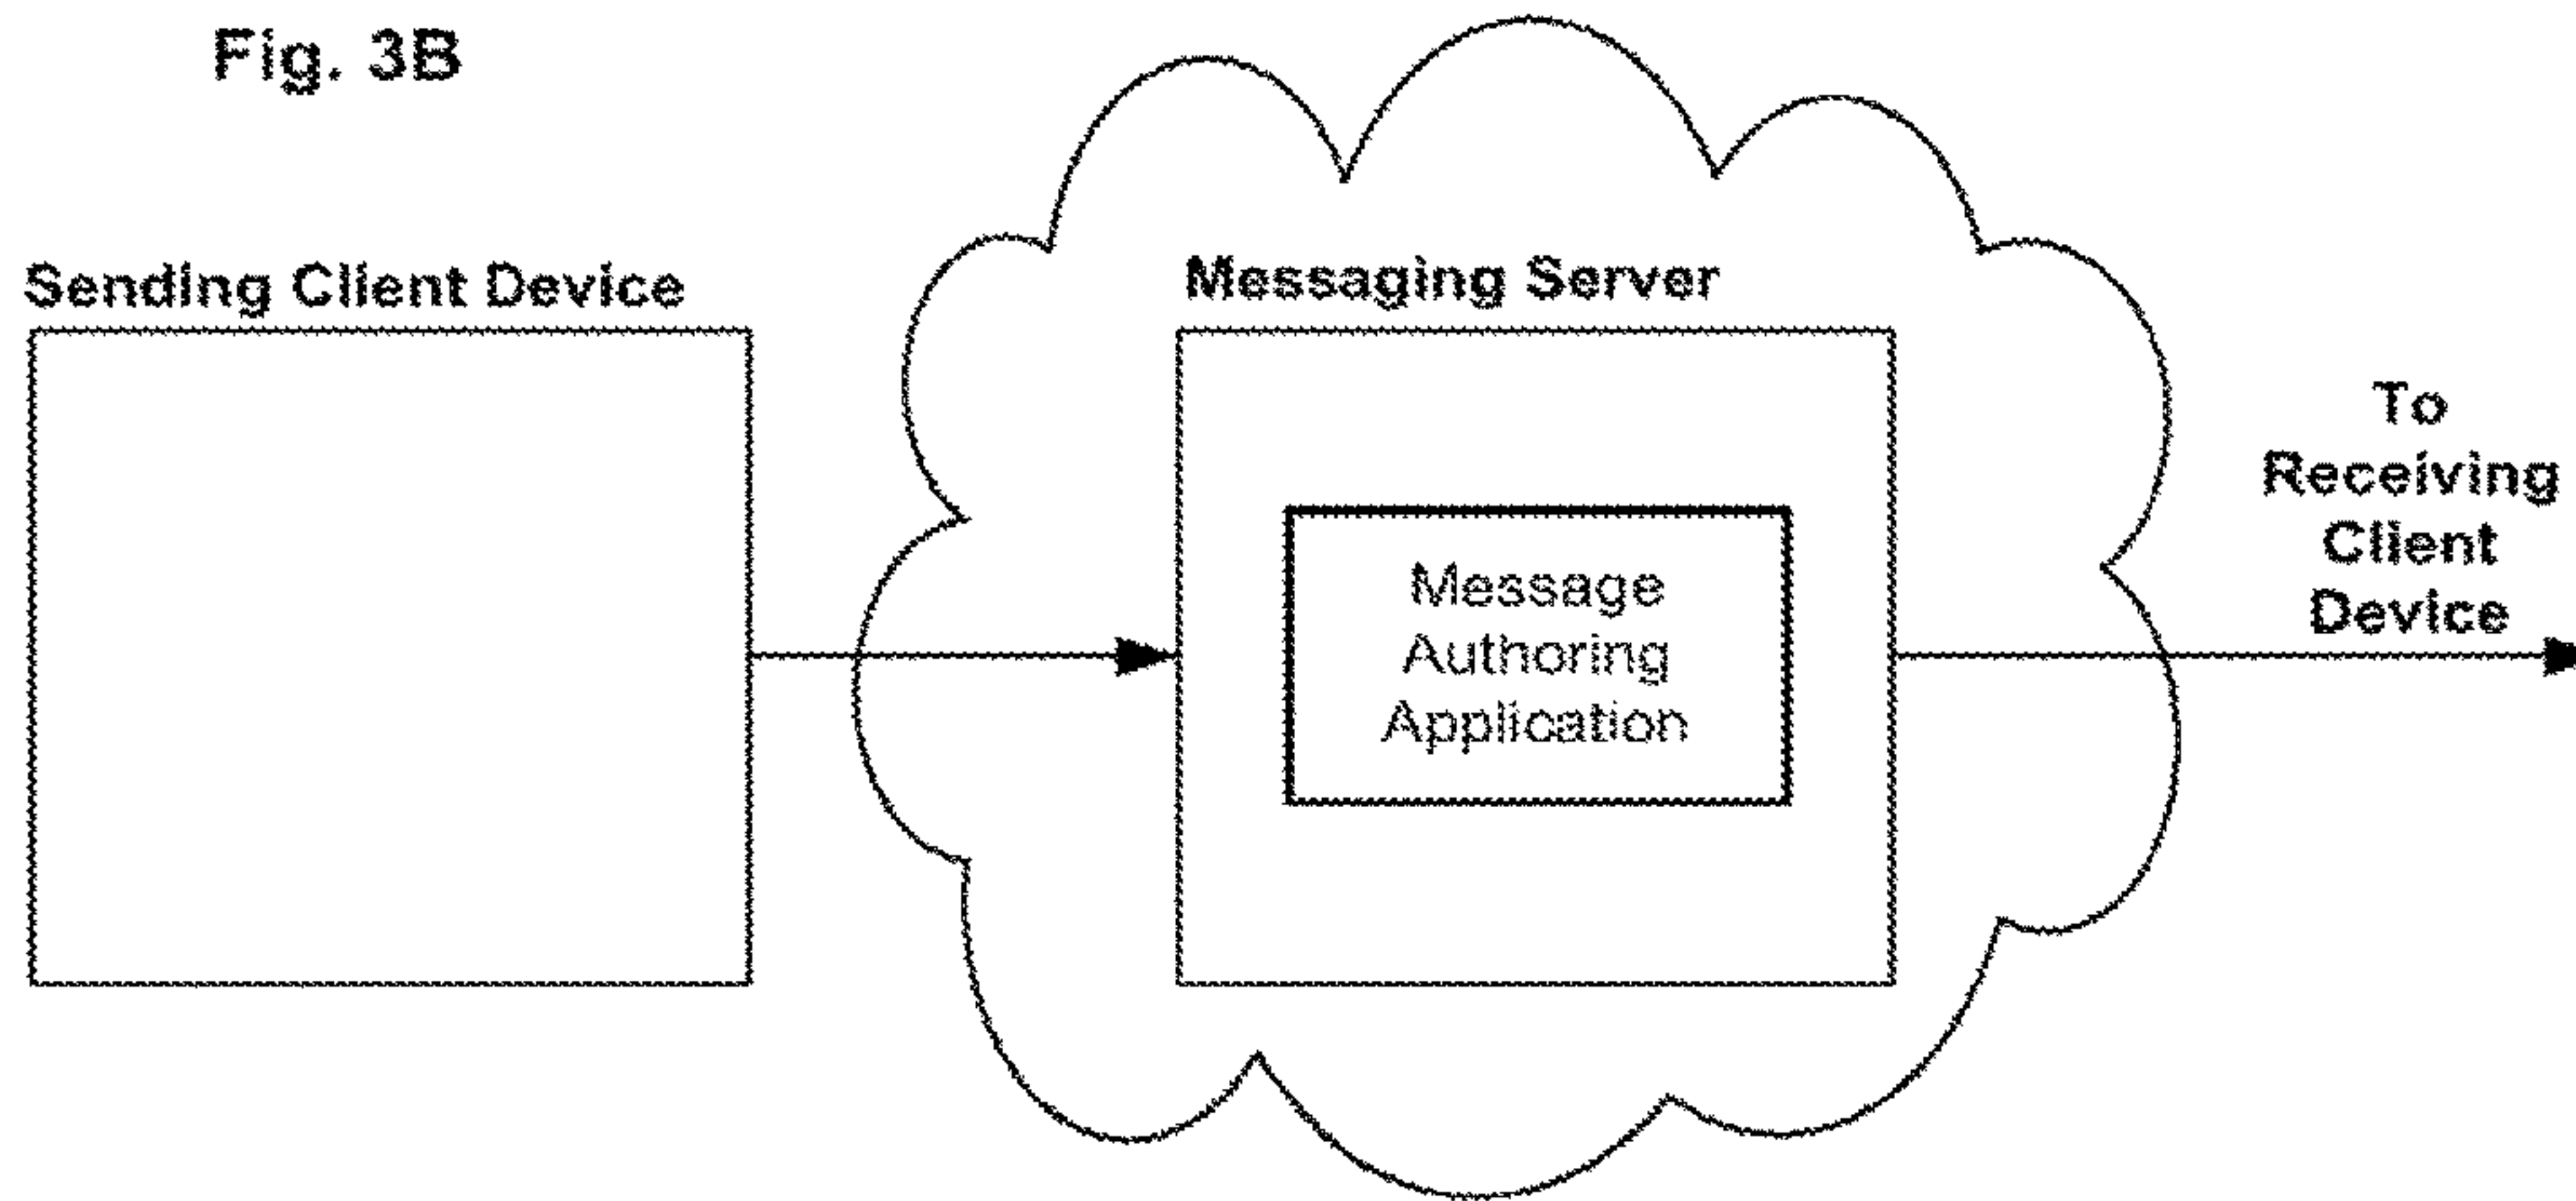 Fig. 3B
Sending Client Device
Messaging Server
Message
Authoring
Application
To
Receiving
Client
Device